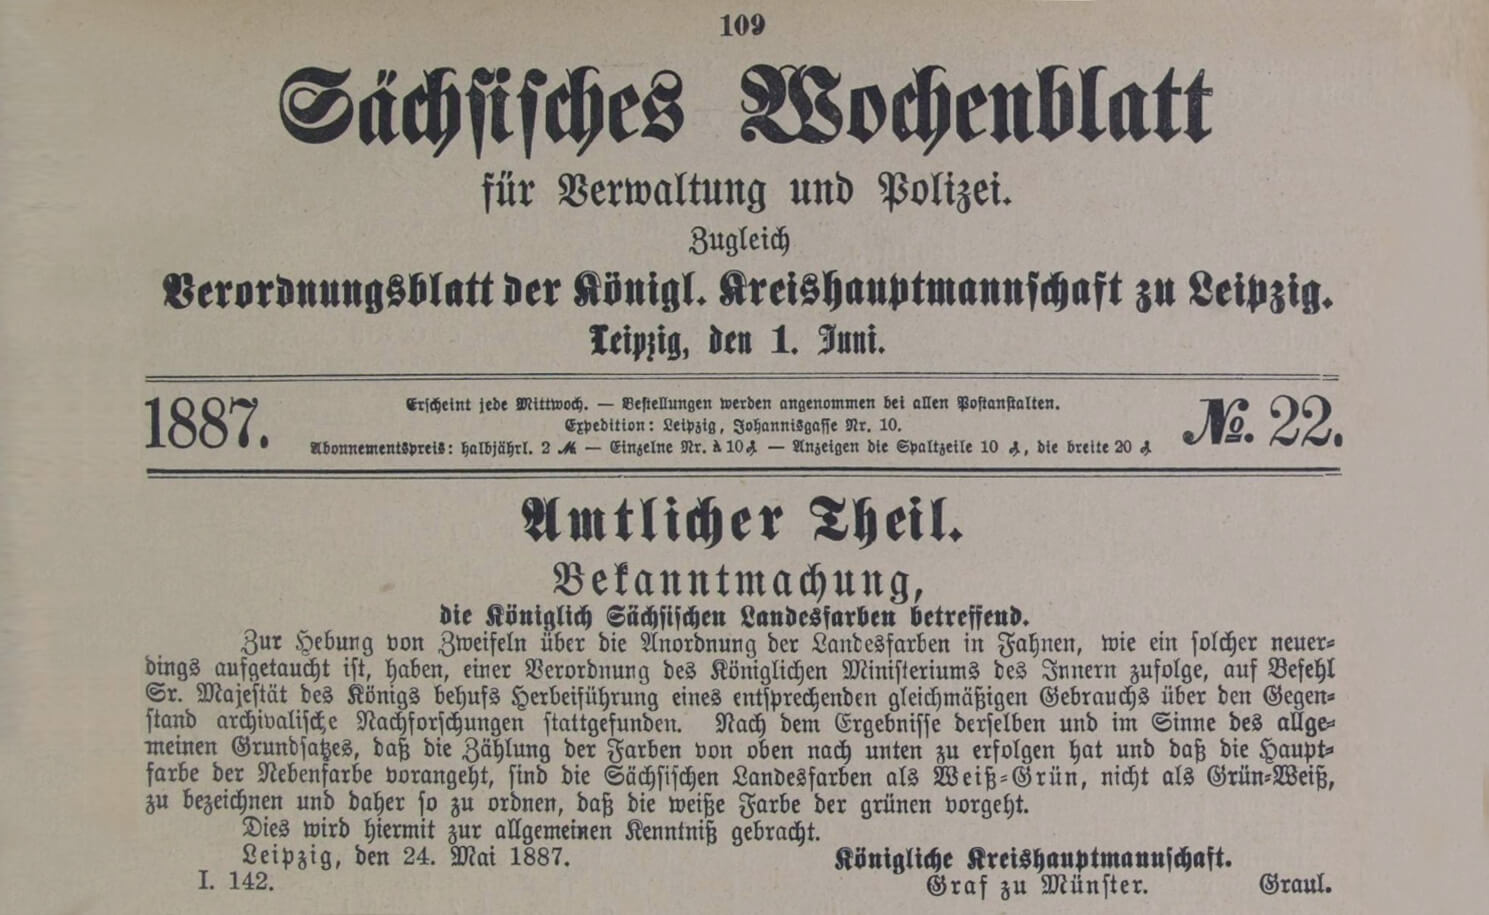 109
Sächsisches Wochenblatt
für Verwaltung und Polizei.
Zugleich
Verordnungsblatt der Königl. Kreishauptmannschaft zu Leipzig.
Leipzig, den 1. Juni.
1887.
Erscheint jede Mittwoch. — Bestellungen werden angenommen bei allen Postanstalten.
Expedition: Leipzig, Johannisgasse Nr. 10.
Abonnementspreis: halbjährl. 2 ℳ — Einzelne Nr. à 10 ₰ — Anzeigen die Spaltzeile 10 ₰, die breite 20 ₰
No. 22.
Amtlicher Theil.
Bekanntmachung,
die Königlich Sächsischen Landesfarben betreffend.
Zur Hebung von Zweifeln über die Anordnung der Landesfarben in Fahnen, wie ein solcher neuer-
dings aufgetaucht ist, haben, einer Verordnung des Königlichen Ministeriums des Innern zufolge, auf Befehl
Sr. Majestät des Königs behufs Herbeiführung eines entsprechenden gleichmäßigen Gebrauchs über den Gegen-
stand archivalische Nachforschungen stattgefunden. Nach dem Ergebnisse derselben und im Sinne des allge-
meinen Grundsatzes, daß die Zählung der Farben von oben nach unten zu erfolgen hat und daß die Haupt-
farbe der Nebenfarbe vorangeht, sind die Sächsischen Landesfarben als Weiß-Grün, nicht als Grün-Weiß,
zu bezeichnen und daher so zu ordnen, daß die weiße Farbe der grünen vorgeht.
Dies wird hiermit zur allgemeinen Kenntniß gebracht.
Leipzig, den 24. Mai 1887.
Königliche Kreishauptmannschaft.
I. 142.
Graf zu Münster.
Graul.